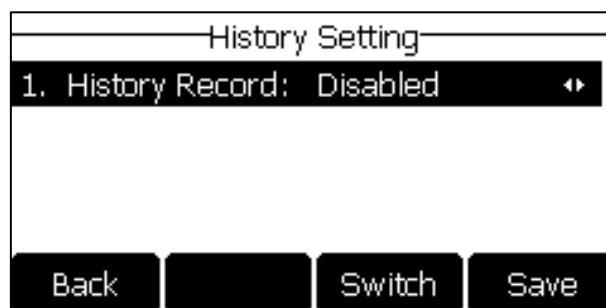 History Setting
1. History Record: Disabled
Back Switch Save